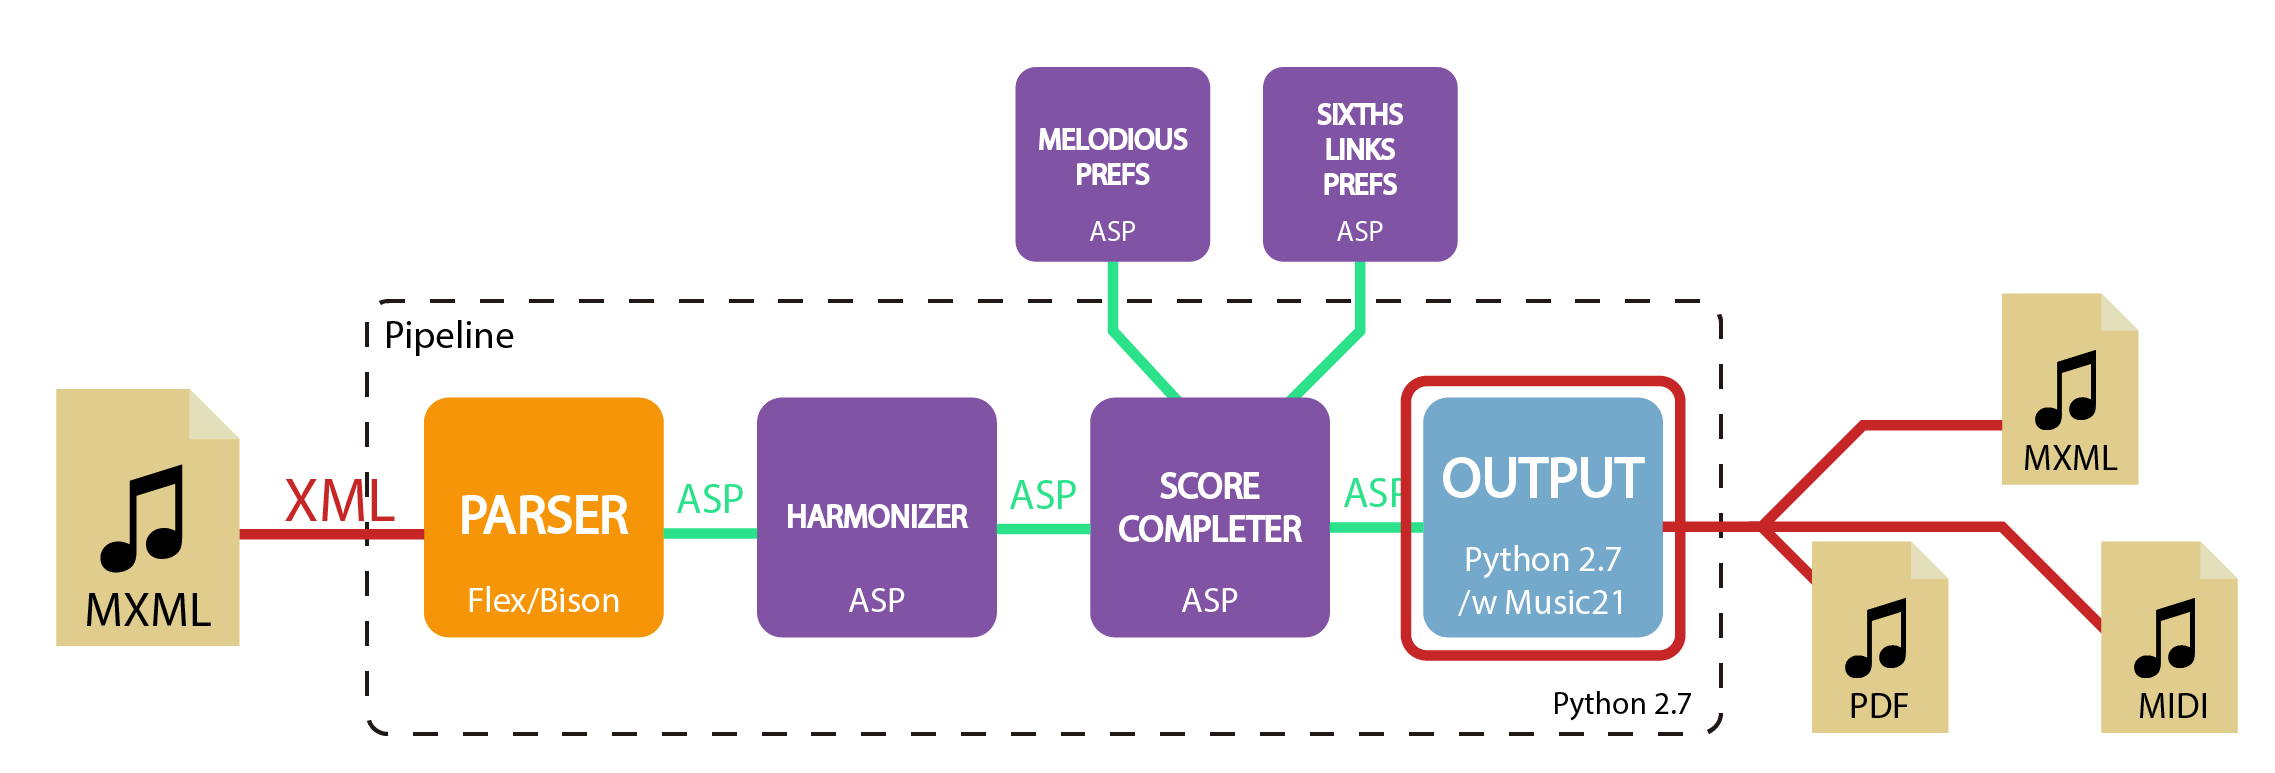 MELODIOUS
PREFS
ASP
SIXTHS
LINKS
PREFS
ASP
Pipeline
MXML
XML
PARSER
Flex/Bison
ASP
HARMONIZER
ASP
ASP
SCORE
COMPLETER
ASP
ASP
OUTPUT
Python 2.7
/w Music21
Python 2.7
MXML
PDF
MIDI